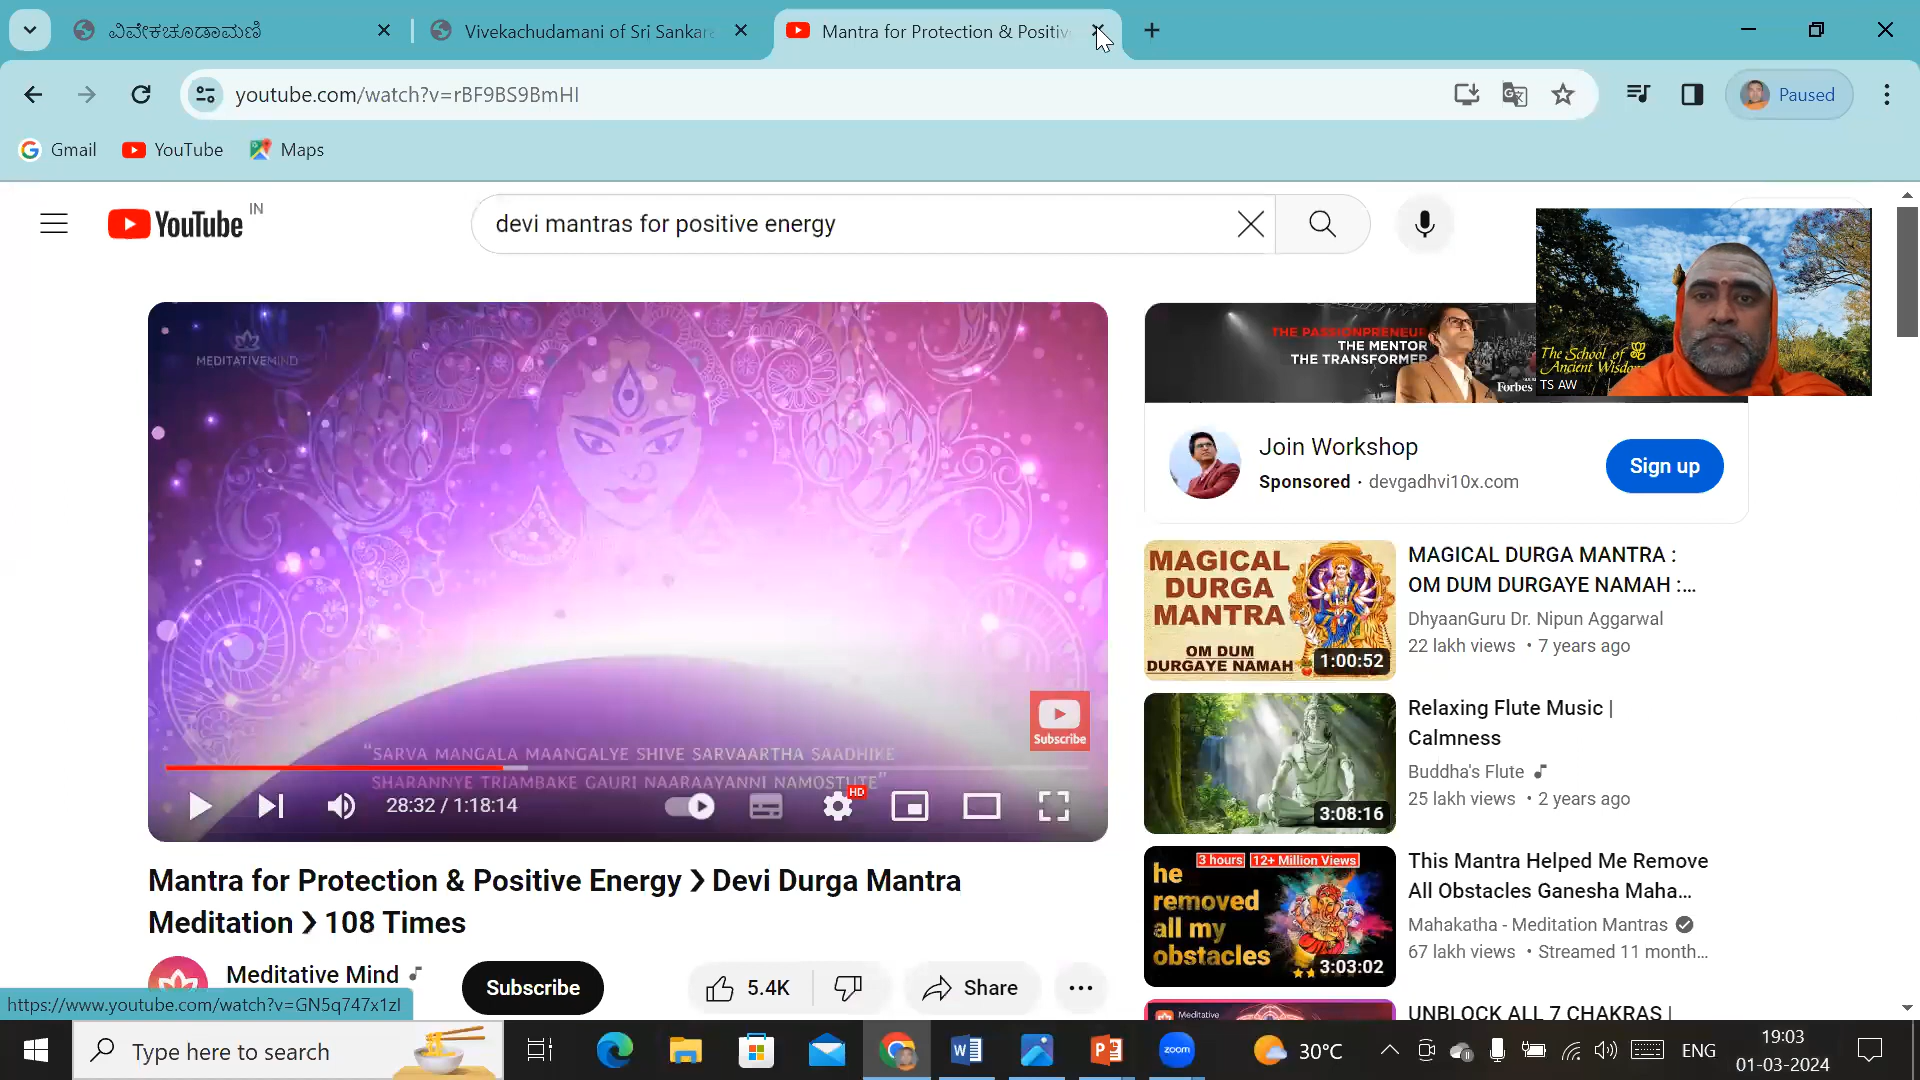 ವಿವೇಕಚೂಡಾಮಣಿ
Vivekachudamani of Sri Sankara
Mantra for Protection & Positiv
youtube.com/watch?v=rBF9BS9BmHI
Paused
Gmail
YouTube
Maps
YouTube IN
devi mantras for positive energy
MEDITATIVEMIND
"SARVA MANGALA MAANGALYE SHIVE SARVAARTHA SAADHIKE
SHARANNYE TRIAMBAKE GAURI NAARAAYANNI NAMOSTUTE"
Subscribe
28:32 / 1:18:14
HD
Mantra for Protection & Positive Energy ❯ Devi Durga Mantra
Meditation ❯ 108 Times
Meditative Mind
Subscribe
5.4K
Share
https://www.youtube.com/watch?v=GN5q747x1zI
THE PASSIONPRENEUR
THE MENTOR
THE TRANSFORMER
Forbes
The School of
Ancient Wisdom
TS AW
Join Workshop
Sponsored · devgadhvi10x.com
Sign up
MAGICAL
DURGA
MANTRA
OM DUM
DURGAYE NAMAH
1:00:52
MAGICAL DURGA MANTRA :
OM DUM DURGAYE NAMAH :...
DhyaanGuru Dr. Nipun Aggarwal
22 lakh views • 7 years ago
3:08:16
Relaxing Flute Music |
Calmness
Buddha's Flute
25 lakh views • 2 years ago
3 hours 12+ Million Views
he
removed
all my
obstacles
3:03:02
This Mantra Helped Me Remove
All Obstacles Ganesha Maha...
Mahakatha - Meditation Mantras
67 lakh views • Streamed 11 month...
Meditative
UNBLOCK ALL 7 CHAKRAS |
Type here to search
zoom
30°C
ENG
19:03
01-03-2024